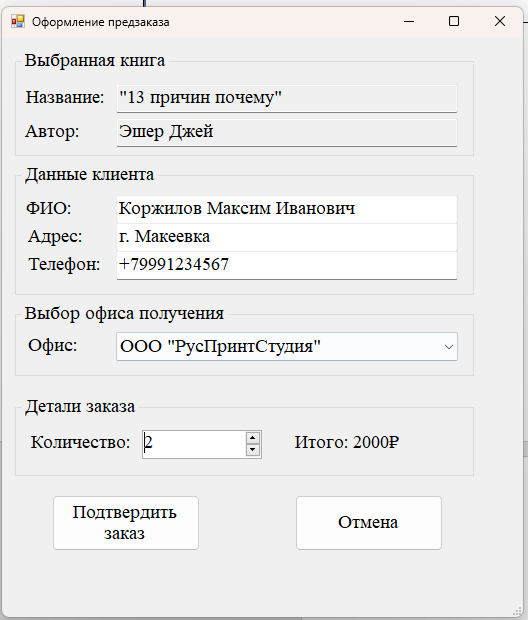 Оформление предзаказа
Выбранная книга
Название: "13 причин почему"
Автор: Эшер Джей
Данные клиента
ФИО: Коржилов Максим Иванович
Адрес: г. Макеевка
Телефон: +79991234567
Выбор офиса получения
Офис: ООО "РусПринтСтудия"
Детали заказа
Количество: 2 Итого: 2000₽
Подтвердить
заказ
Отмена